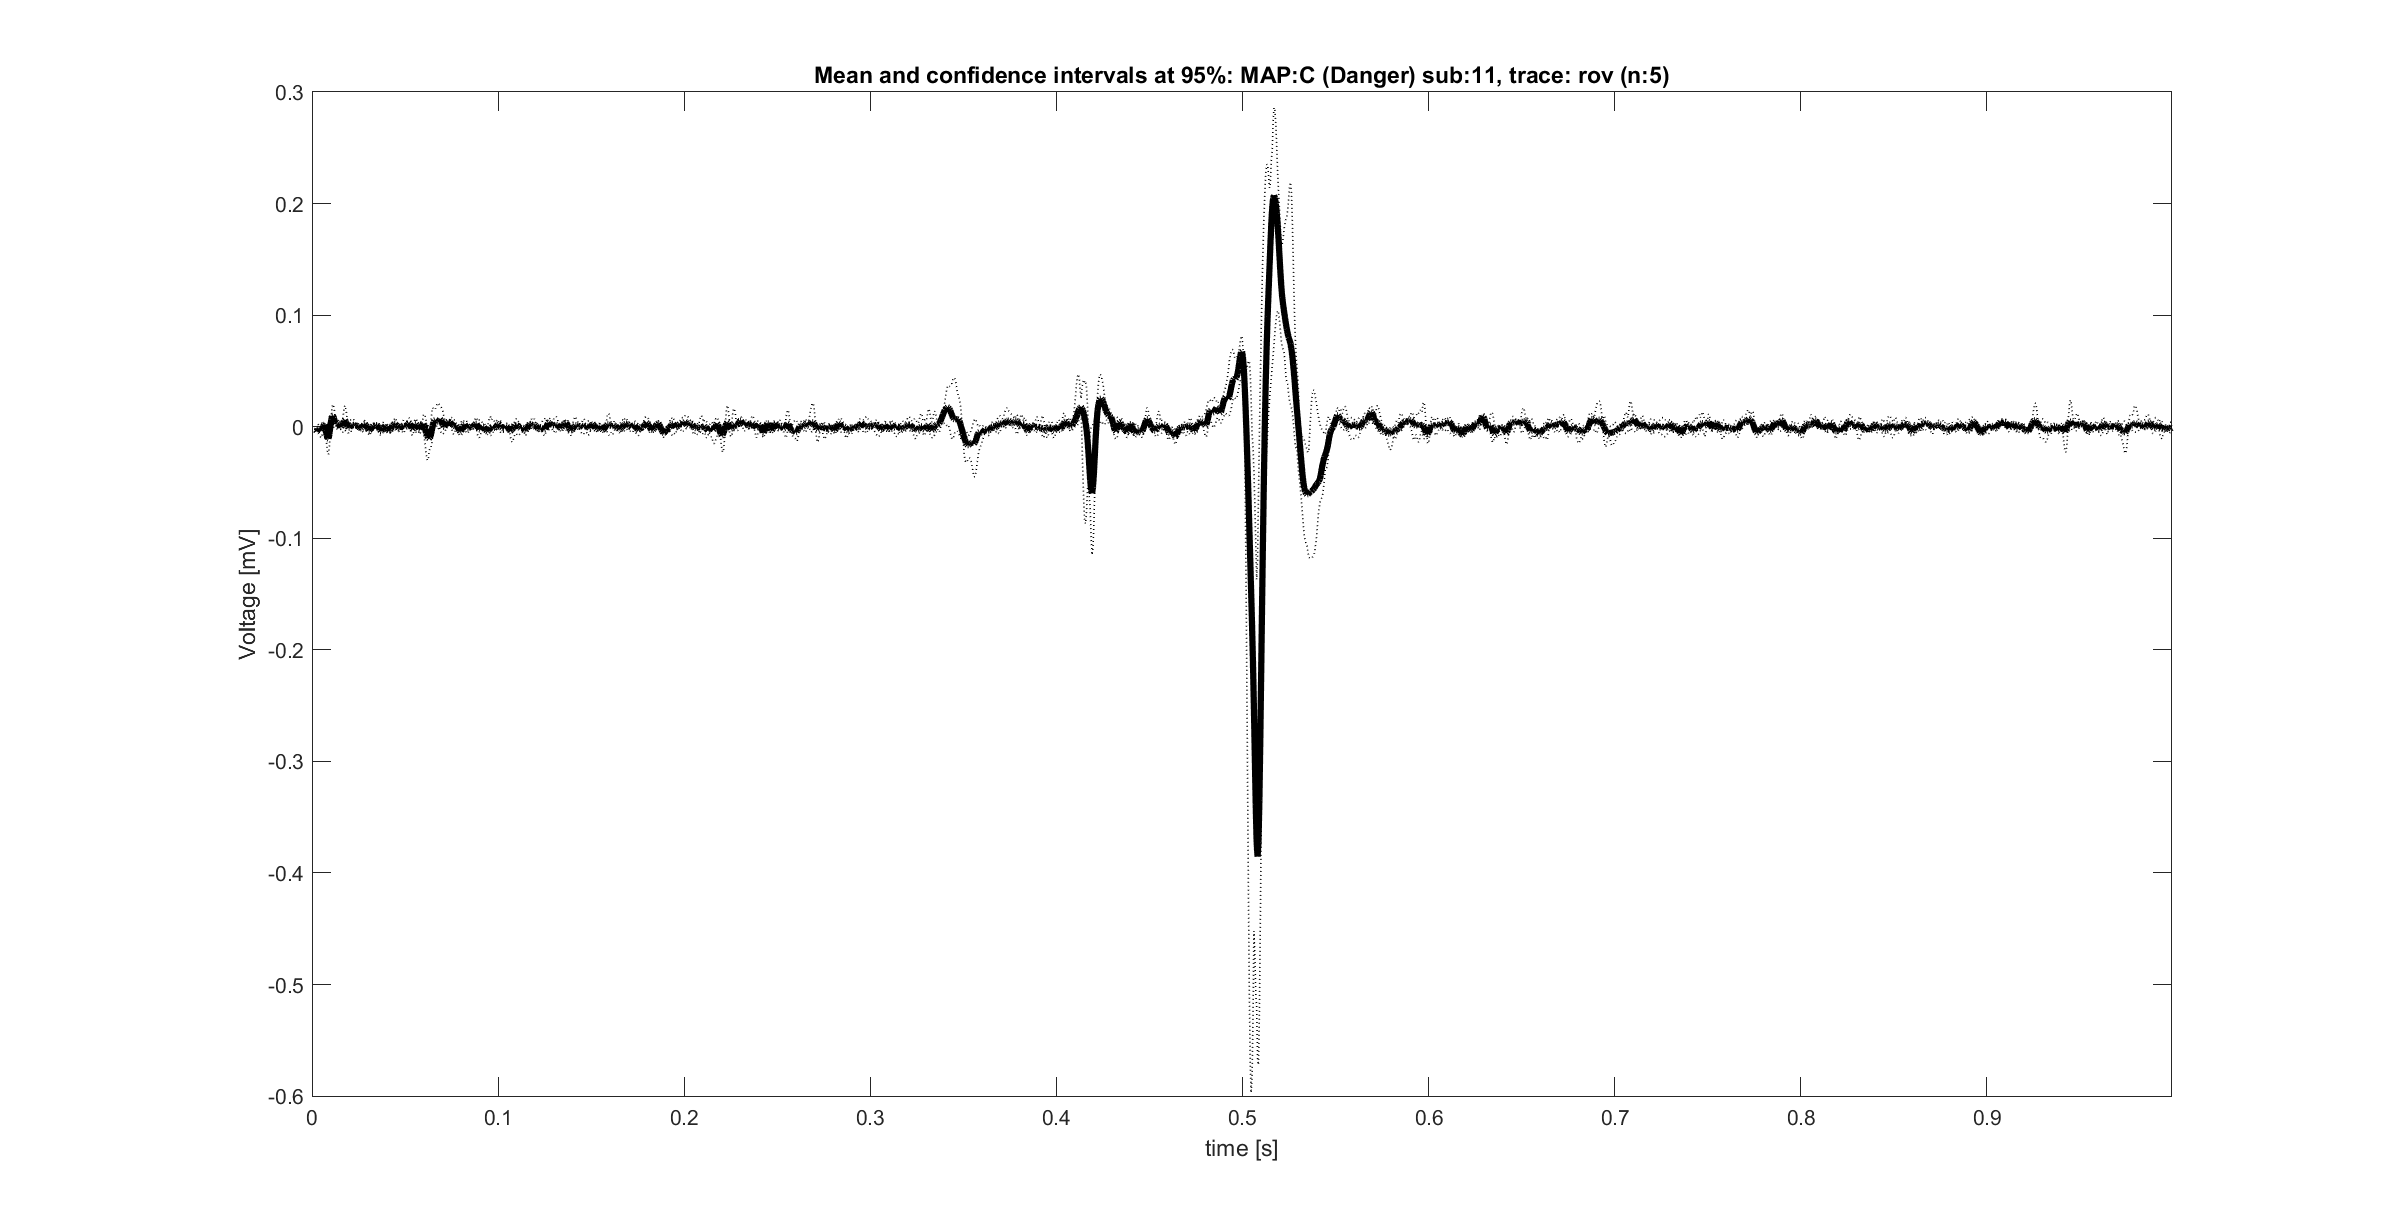 Mean and confidence intervals at 95%: MAP:C (Danger) sub:11, trace: rov (n:5)
0.3
0.2
0.1
0
-0.1
-0.2
-0.3
-0.4
-0.5
-0.6
Voltage [mV]
0 0.1 0.2 0.3 0.4 0.5 0.6 0.7 0.8 0.9
time [s]